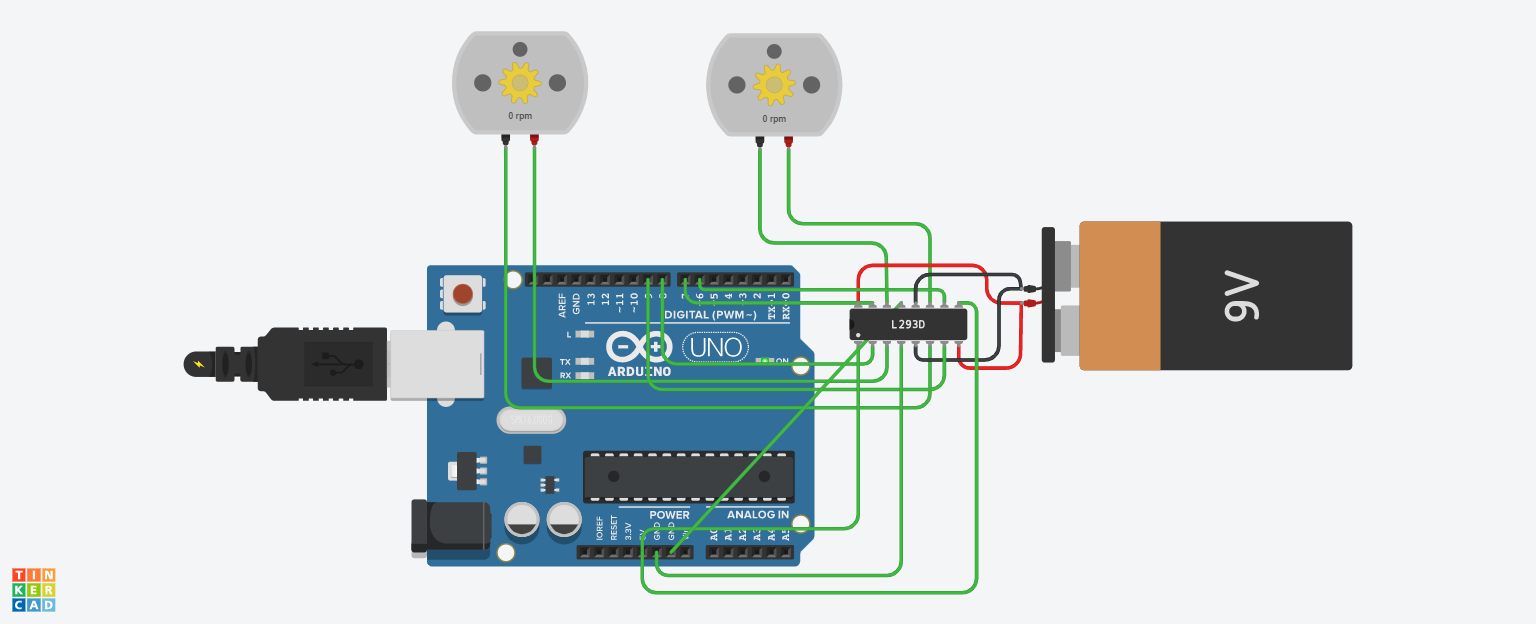 0 rpm
0 rpm
AREF
GND
13
12
~11
~10
9
8
7
~6
~5
4
~3
2
TX→1
RX←0
DIGITAL (PWM~)
L
TX
RX
ARDUINO
UNO
ON
L293D
9V
IOREF
RESET
3.3V
5V
GND
GND
POWER
ANALOG IN
A0
A1
A2
A3
A4
A5
TIN
KER
CAD